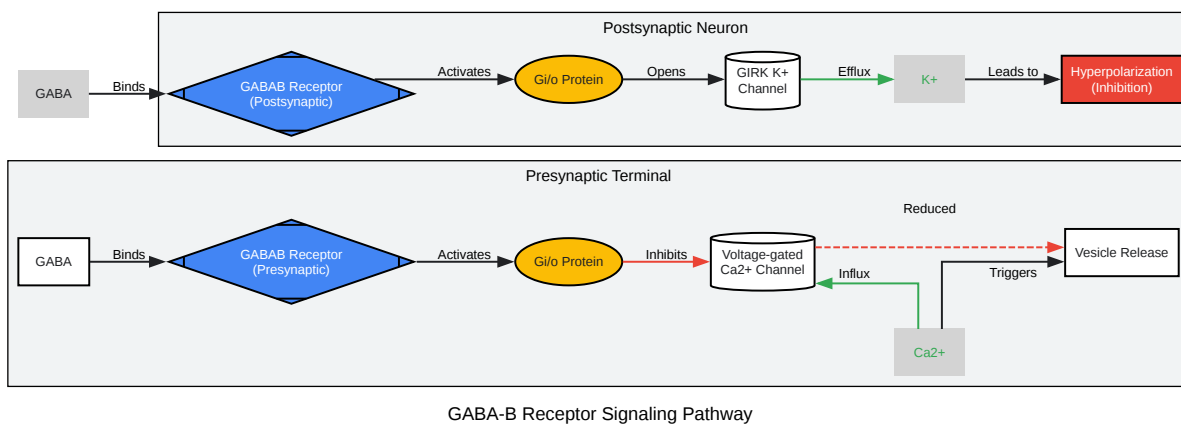 Postsynaptic Neuron
GABA
Binds
GABAB Receptor
(Postsynaptic)
Activates
Gi/o Protein
Opens
GIRK K+
Channel
Efflux
K+
Leads to
Hyperpolarization
(Inhibition)
Presynaptic Terminal
GABA
Binds
GABAB Receptor
(Presynaptic)
Activates
Gi/o Protein
Inhibits
Voltage-gated
Ca2+ Channel
Reduced
Influx
Ca2+
Triggers
Vesicle Release
GABA-B Receptor Signaling Pathway